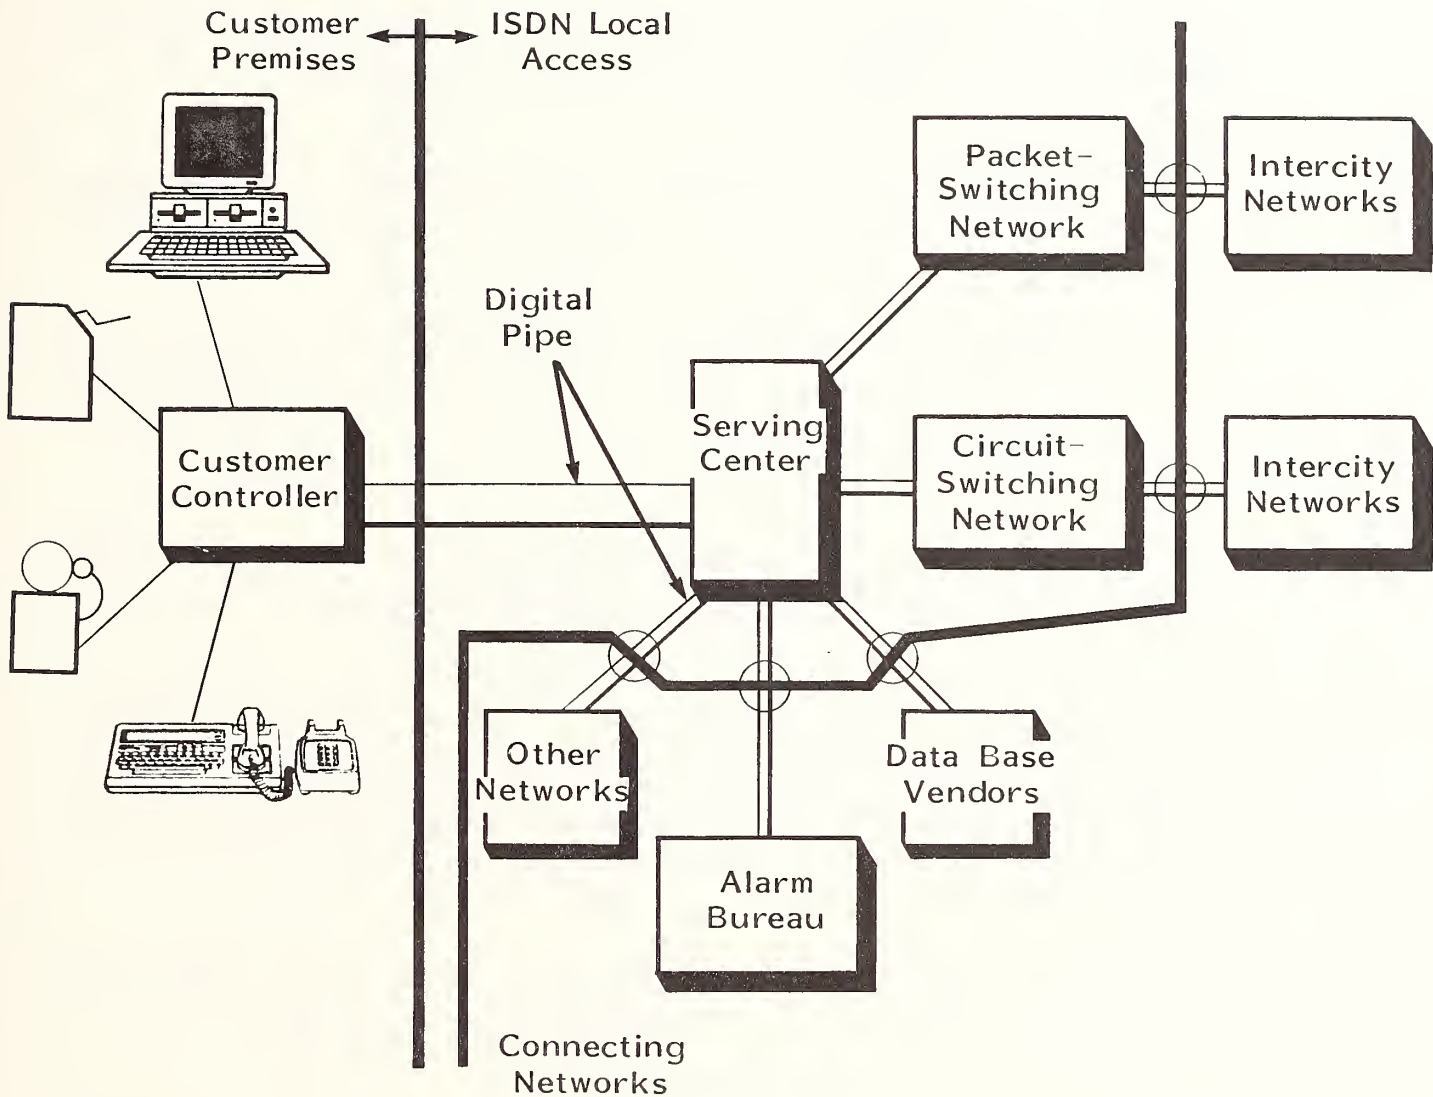 Customer
Premises
ISDN Local
Access
Packet-
Switching
Network
Intercity
Networks
Digital
Pipe
Serving
Center
Customer
Controller
Circuit-
Switching
Network
Intercity
Networks
Other
Networks
Data Base
Vendors
Alarm
Bureau
Connecting
Networks